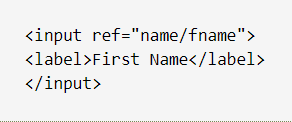 <input ref="name/fname">
<label>First Name</label>
</input>